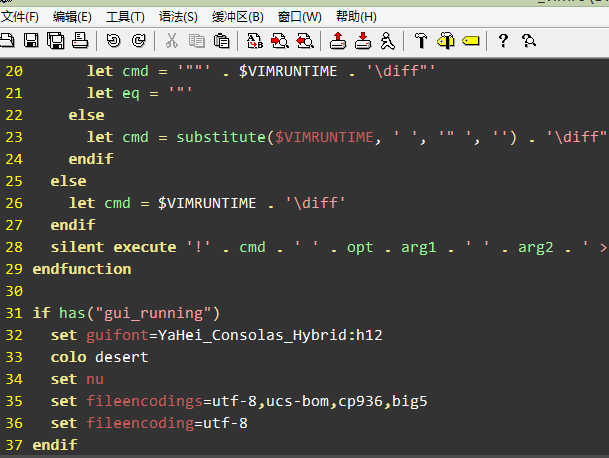 文件(F) 编辑(E) 工具(T) 语法(S) 缓冲区(B) 窗口(W) 帮助(H)
20 let cmd = '""' . $VIMRUNTIME . '\diff"'
21 let eq = '"'
22 else
23 let cmd = substitute($VIMRUNTIME, ' ', '" ', '') . '\diff"
24 endif
25 else
26 let cmd = $VIMRUNTIME . '\diff'
27 endif
28 silent execute '!' . cmd . ' ' . opt . arg1 . ' ' . arg2 . ' >
29 endfunction
30
31 if has("gui_running")
32 set guifont=YaHei_Consolas_Hybrid:h12
33 colo desert
34 set nu
35 set fileencodings=utf-8,ucs-bom,cp936,big5
36 set fileencoding=utf-8
37 endif